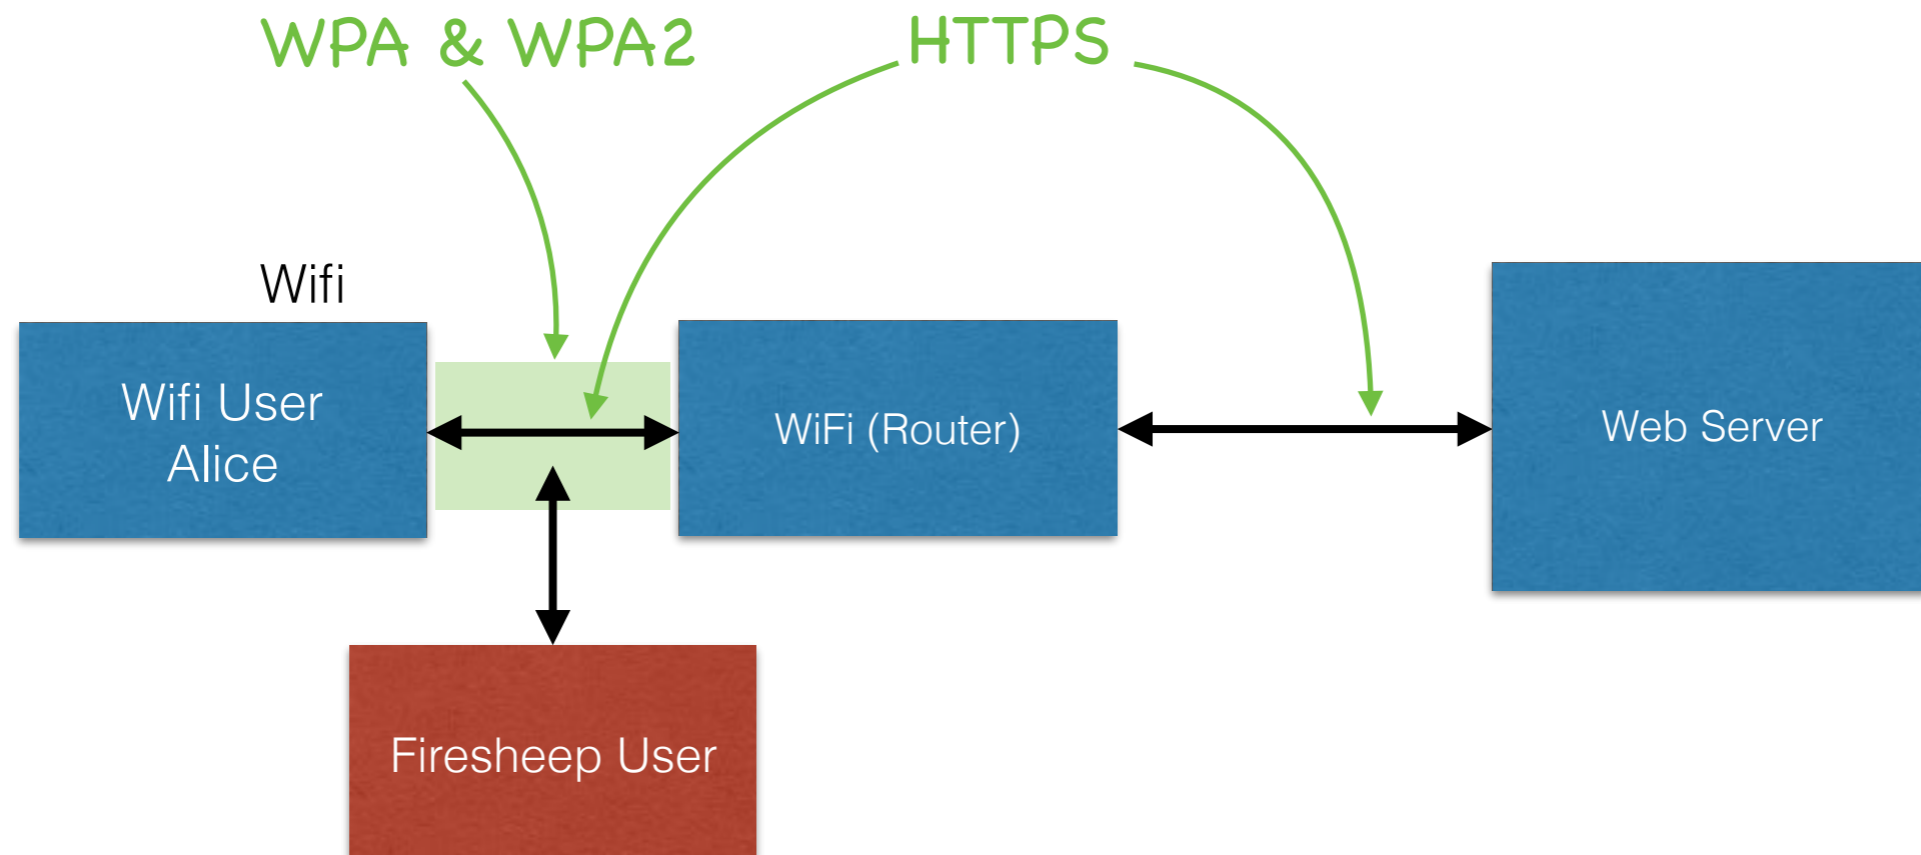 WPA & WPA2
HTTPS
Wifi
Wifi User
Alice
WiFi (Router)
Web Server
Firesheep User